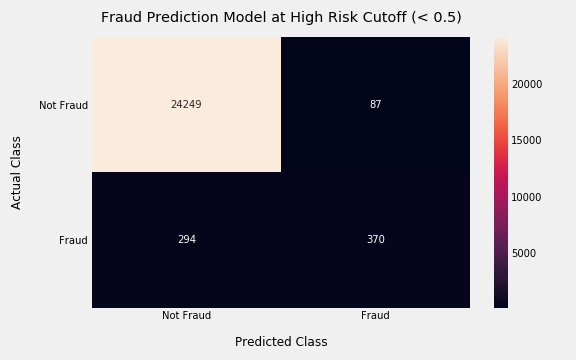 Fraud Prediction Model at High Risk Cutoff (< 0.5)
Not Fraud
24249
87
Fraud
294
370
Not Fraud
Fraud
Predicted Class
Actual Class
20000
15000
10000
5000